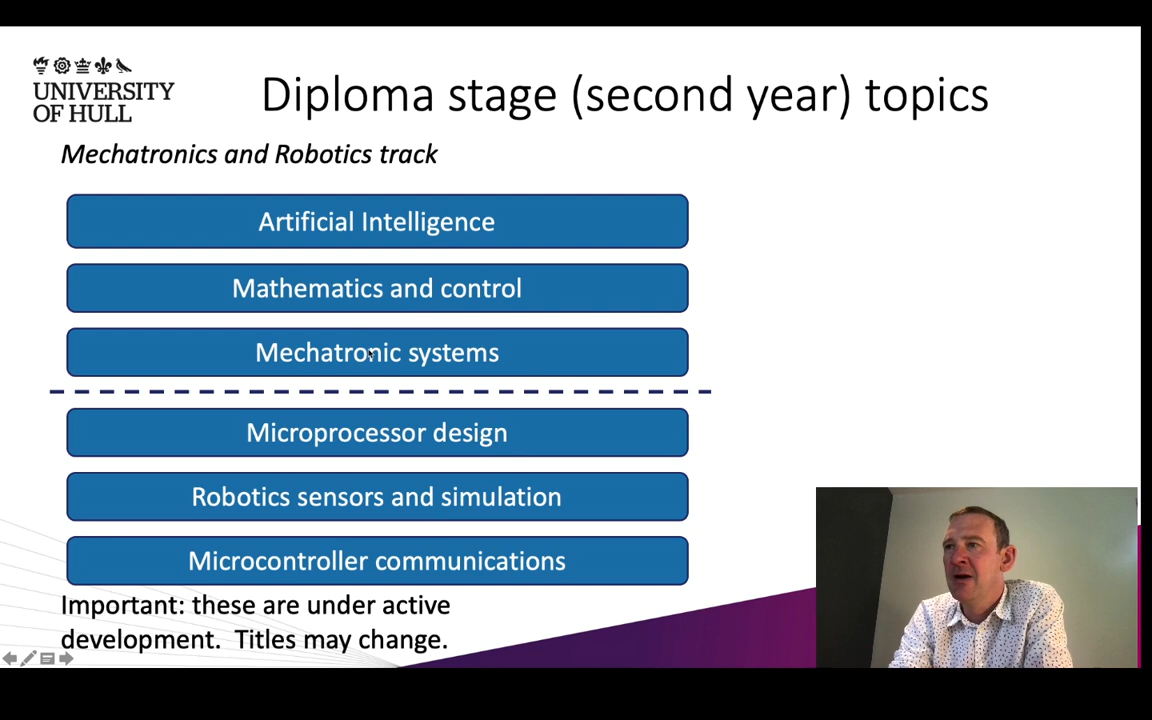 UNIVERSITY
OF HULL
Diploma stage (second year) topics
Mechatronics and Robotics track
Artificial Intelligence
Mathematics and control
Mechatronic systems
Microprocessor design
Robotics sensors and simulation
Microcontroller communications
Important: these are under active
development.  Titles may change.